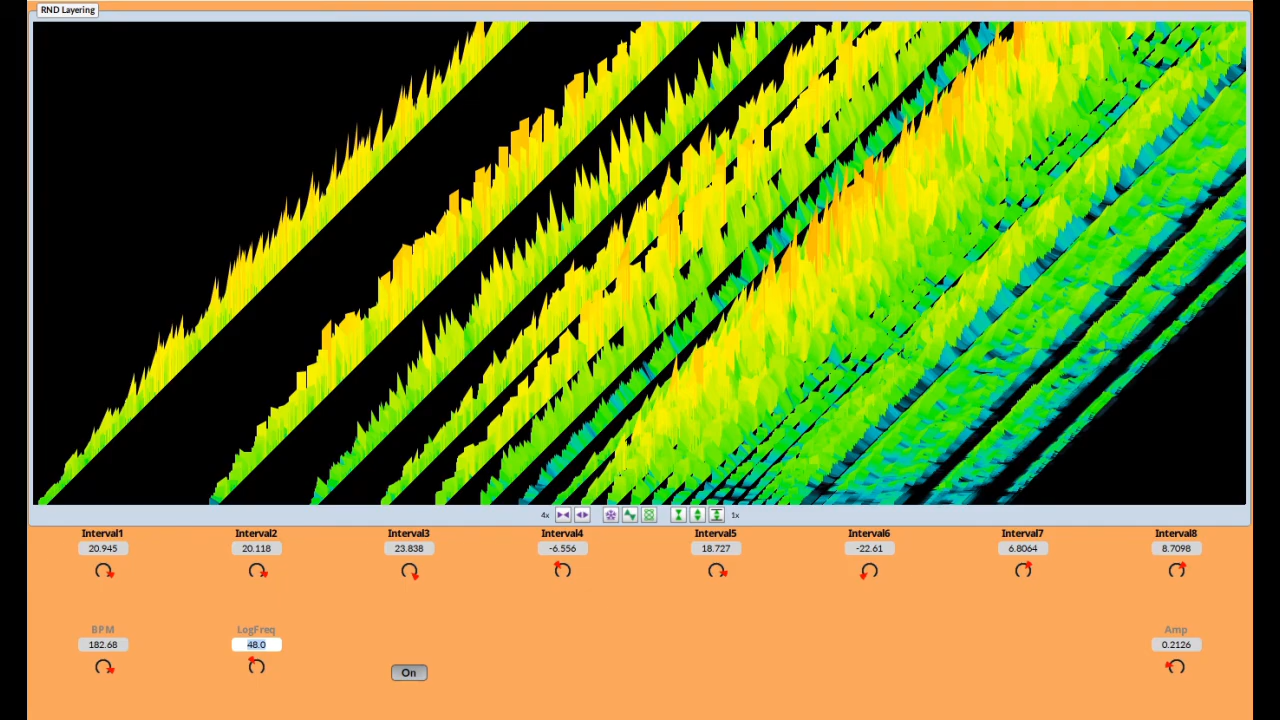 RND Layering
4x 1x
Interval1 Interval2 Interval3 Interval4 Interval5 Interval6 Interval7 Interval8
20.945 20.118 23.838 -6.556 18.727 -22.61 6.8064 8.7098
BPM LogFreq Amp
182.68 48.0 0.2126
On